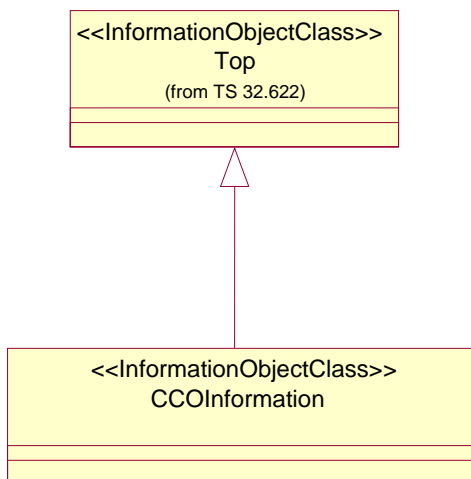 <<InformationObjectClass>>
Top
(from TS 32.622)
<<InformationObjectClass>>
CCOInformation